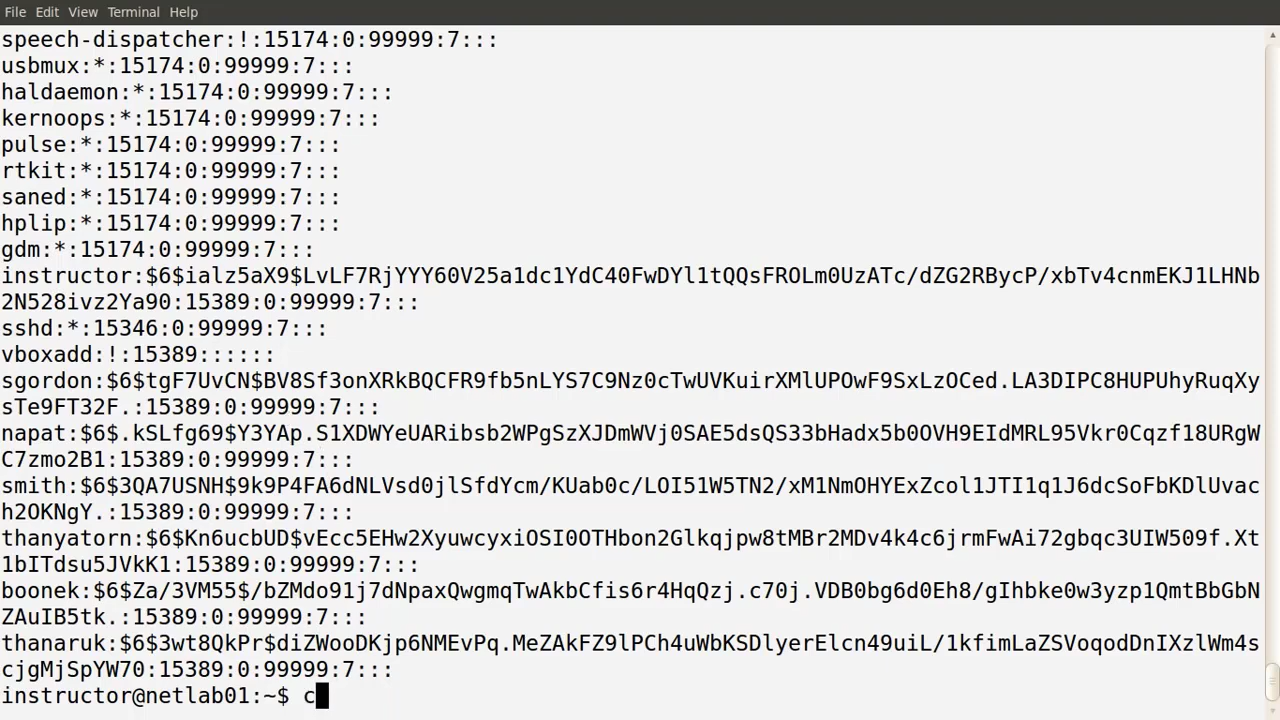 File Edit View Terminal Help
speech-dispatcher:!:15174:0:99999:7:::
usbmux:*:15174:0:99999:7:::
haldaemon:*:15174:0:99999:7:::
kernoops:*:15174:0:99999:7:::
pulse:*:15174:0:99999:7:::
rtkit:*:15174:0:99999:7:::
saned:*:15174:0:99999:7:::
hplip:*:15174:0:99999:7:::
gdm:*:15174:0:99999:7:::
instructor:$6$ialz5aX9$LvLF7RjYYY60V25a1dc1YdC40FwDYl1tQQsFROLm0UzATc/dZG2RBycP/xbTv4cnmEKJ1LHNb
2N528ivz2Ya90:15389:0:99999:7:::
sshd:*:15346:0:99999:7:::
vboxadd:!:15389::::::
sgordon:$6$tgF7UvCN$BV8Sf3onXRkBQCFR9fb5nLYS7C9Nz0cTwUVKuirXMlUPOwF9SxLzOCed.LA3DIPC8HUPUhyRuqXy
sTe9FT32F.:15389:0:99999:7:::
napat:$6$.kSLfg69$Y3YAp.S1XDWYeUARibsb2WPgSzXJDmWVj0SAE5dsQS33bHadx5b0OVH9EIdMRL95Vkr0Cqzf18URgW
C7zmo2B1:15389:0:99999:7:::
smith:$6$3QA7USNH$9k9P4FA6dNLVsd0jlSfdYcm/KUab0c/LOI51W5TN2/xM1NmOHYExZcol1JTI1q1J6dcSoFbKDlUvac
h2OKNgY.:15389:0:99999:7:::
thanyatorn:$6$Kn6ucbUD$vEcc5EHw2XyuwcyxiOSI0OTHbon2Glkqjpw8tMBr2MDv4k4c6jrmFwAi72gbqc3UIW509f.Xt
1bITdsu5JVkK1:15389:0:99999:7:::
boonek:$6$Za/3VM55$/bZMdo91j7dNpaxQwgmqTwAkbCfis6r4HqQzj.c70j.VDB0bg6d0Eh8/gIhbke0w3yzp1QmtBbGbN
ZAuIB5tk.:15389:0:99999:7:::
thanaruk:$6$3wt8QkPr$diZWooDKjp6NMEvPq.MeZAkFZ9lPCh4uWbKSDlyerElcn49uiL/1kfimLaZSVoqodDnIXzlWm4s
cjgMjSpYW70:15389:0:99999:7:::
instructor@netlab01:~$ c